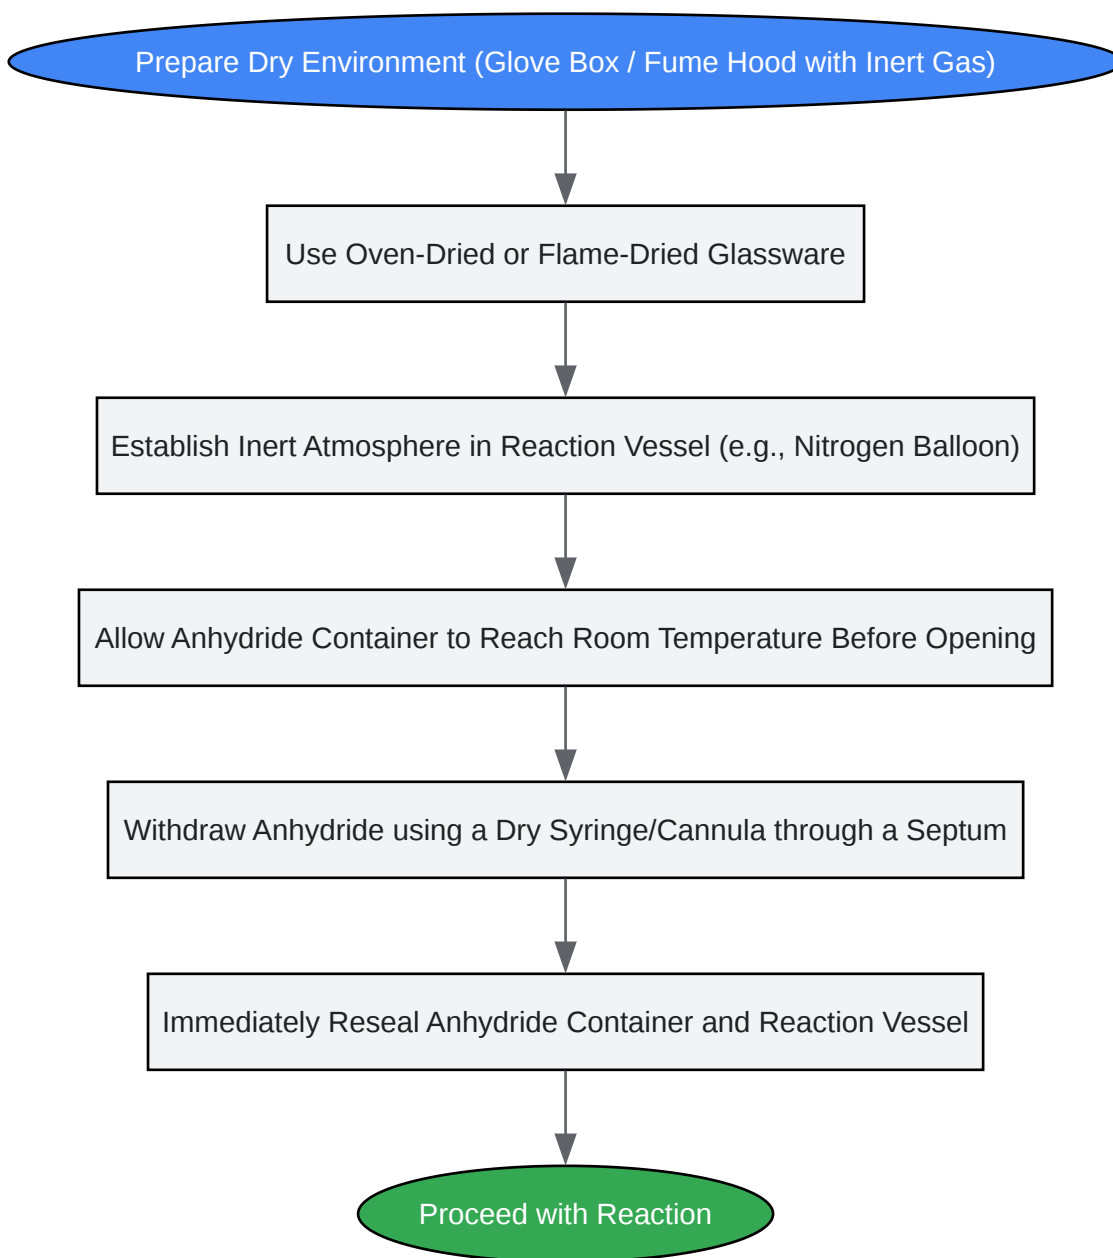 Prepare Dry Environment (Glove Box / Fume Hood with Inert Gas)
Use Oven-Dried or Flame-Dried Glassware
Establish Inert Atmosphere in Reaction Vessel (e.g., Nitrogen Balloon)
Allow Anhydride Container to Reach Room Temperature Before Opening
Withdraw Anhydride using a Dry Syringe/Cannula through a Septum
Immediately Reseal Anhydride Container and Reaction Vessel
Proceed with Reaction